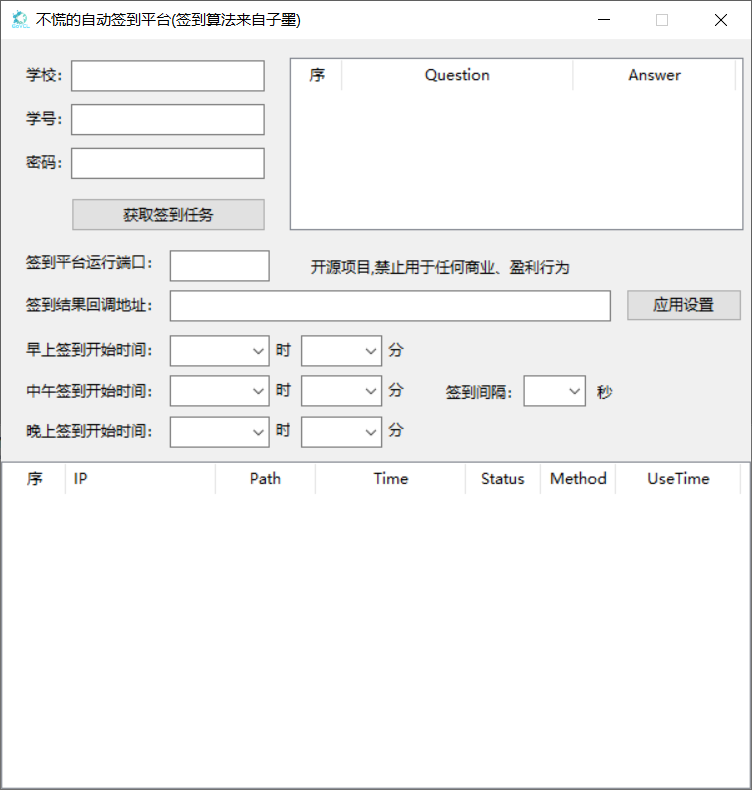 不慌的自动签到平台(签到算法来自子墨)
学校:
学号:
密码:
获取签到任务
序 Question Answer
签到平台运行端口:
开源项目,禁止用于任何商业、盈利行为
签到结果回调地址:
应用设置
早上签到开始时间: 时 分
中午签到开始时间: 时 分 签到间隔: 秒
晚上签到开始时间: 时 分
序 IP Path Time Status Method UseTime